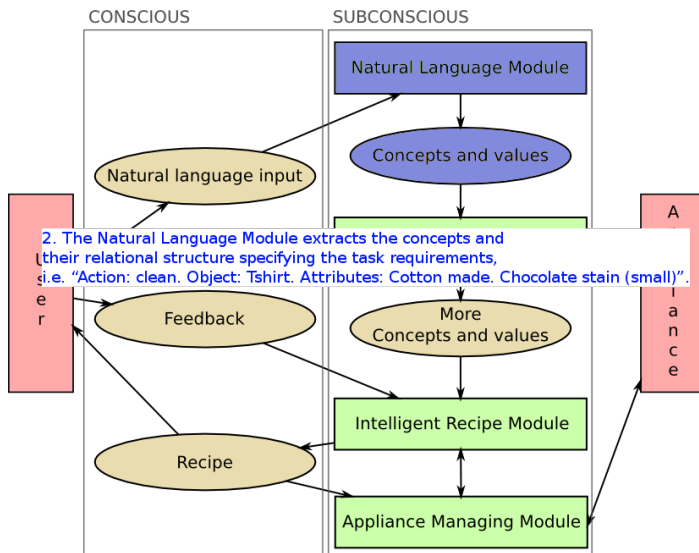 CONSCIOUS
SUBCONSCIOUS
Natural Language Module
Concepts and values
Natural language input
2. The Natural Language Module extracts the concepts and
their relational structure specifying the task requirements,
i.e. “Action: clean. Object: Tshirt. Attributes: Cotton made. Chocolate stain (small)”.
User
Feedback
More
Concepts and values
Intelligent Recipe Module
Recipe
Appliance Managing Module